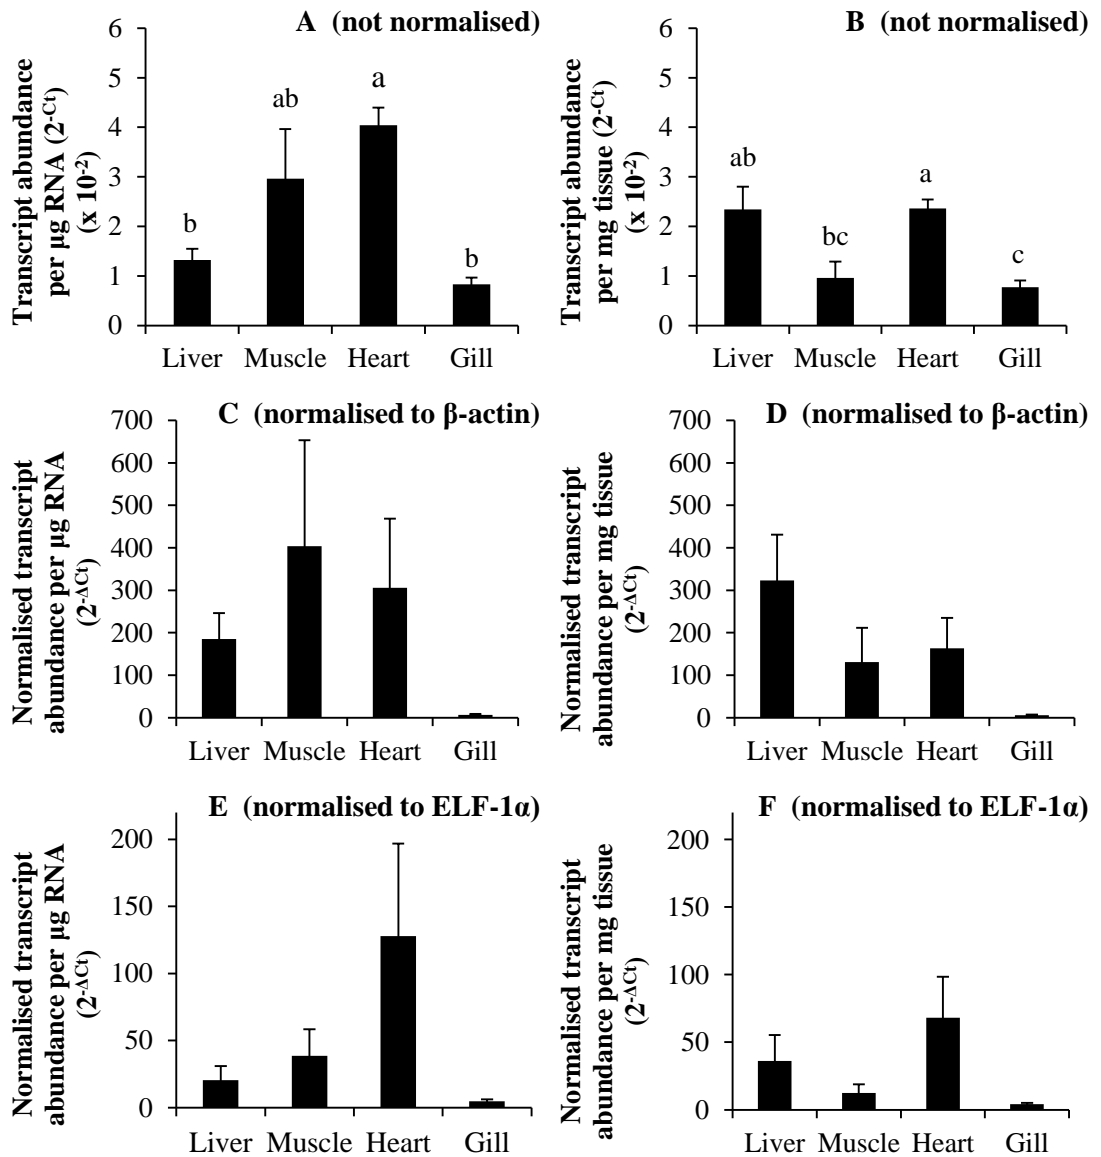 A (not normalised)
Transcript abundance
per µg RNA (2-Ct)
(x 10-2)
6
5
4
3
2
1
0
b
ab
a
b
Liver Muscle Heart Gill
B (not normalised)
Transcript abundance
per mg tissue (2-Ct)
(x 10-2)
6
5
4
3
2
1
0
ab
bc
a
c
Liver Muscle Heart Gill
C (normalised to β-actin)
Normalised transcript
abundance per µg RNA
(2-ΔCt)
700
600
500
400
300
200
100
0
Liver Muscle Heart Gill
D (normalised to β-actin)
Normalised transcript
abundance per mg tissue
(2-ΔCt)
700
600
500
400
300
200
100
0
Liver Muscle Heart Gill
E (normalised to ELF-1α)
Normalised transcript
abundance per µg RNA
(2-ΔCt)
200
150
100
50
0
Liver Muscle Heart Gill
F (normalised to ELF-1α)
Normalised transcript
abundance per mg tissue
(2-ΔCt)
200
150
100
50
0
Liver Muscle Heart Gill